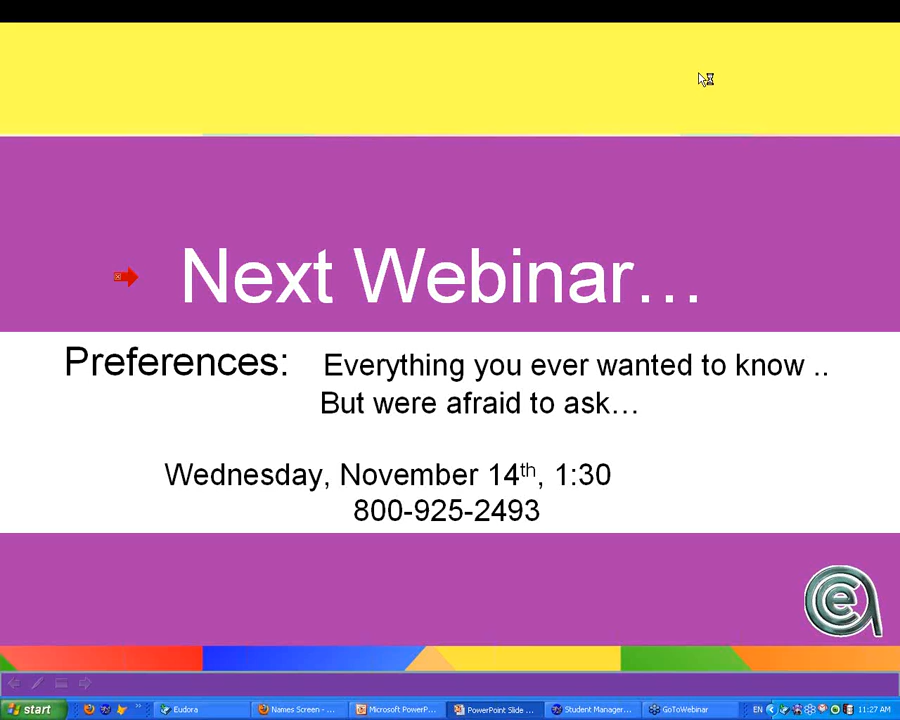 Next Webinar…
Preferences: Everything you ever wanted to know ..
But were afraid to ask…
Wednesday, November 14th, 1:30
800-925-2493
start Eudora Names Screen - ... Microsoft PowerP... PowerPoint Slide ... Student Manager... GoToWebinar EN 11:27 AM